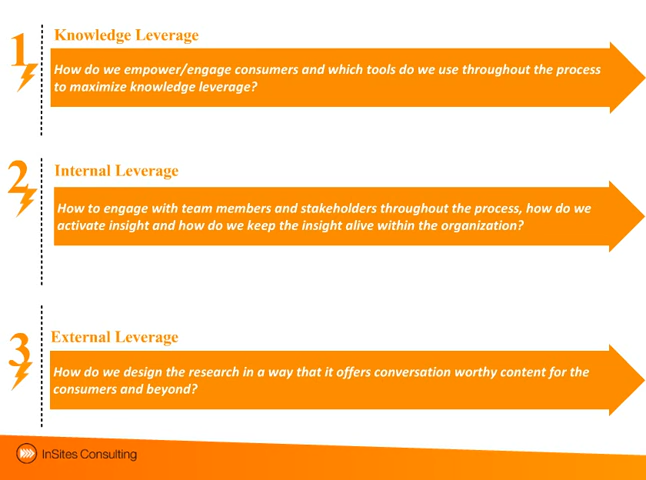 1
Knowledge Leverage
How do we empower/engage consumers and which tools do we use throughout the process
to maximize knowledge leverage?
2
Internal Leverage
How to engage with team members and stakeholders throughout the process, how do we
activate insight and how do we keep the insight alive within the organization?
3
External Leverage
How do we design the research in a way that it offers conversation worthy content for the
consumers and beyond?
InSites Consulting